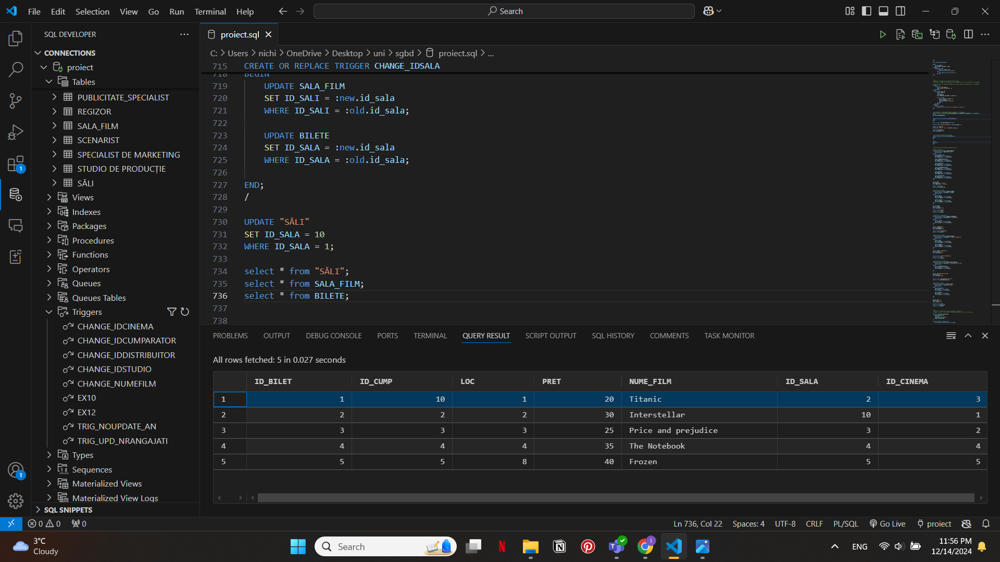 File Edit Selection View Go Run Terminal Help
Search
SQL DEVELOPER
CONNECTIONS
proiect
Tables
PUBLICITATE_SPECIALIST
REGIZOR
SALA_FILM
SCENARIST
SPECIALIST DE MARKETING
STUDIO DE PRODUCȚIE
SĂLI
Views
Indexes
Packages
Procedures
Functions
Operators
Queues
Queues Tables
Triggers
CHANGE_IDCINEMA
CHANGE_IDCUMPARATOR
CHANGE_IDDISTRIBUITOR
CHANGE_IDSTUDIO
CHANGE_NUMEFILM
EX10
EX12
TRIG_NOUPDATE_AN
TRIG_UPD_NRANGAJATI
Types
Sequences
Materialized Views
Materialized View Logs
SQL SNIPPETS
1
1
proiect.sql
C: > Users > nichi > OneDrive > Desktop > uni > sgbd > proiect.sql > ...
715 CREATE OR REPLACE TRIGGER CHANGE_IDSALA
718 BEGIN
719 UPDATE SALA_FILM
720 SET ID_SALI = :new.id_sala
721 WHERE ID_SALI = :old.id_sala;
722
723 UPDATE BILETE
724 SET ID_SALA = :new.id_sala
725 WHERE ID_SALA = :old.id_sala;
726
727 END;
728 /
729
730 UPDATE "SĂLI"
731 SET ID_SALA = 10
732 WHERE ID_SALA = 1;
733
734 select * from "SĂLI";
735 select * from SALA_FILM;
736 select * from BILETE;
737
738
PROBLEMS OUTPUT DEBUG CONSOLE PORTS TERMINAL QUERY RESULT SCRIPT OUTPUT SQL HISTORY COMMENTS TASK MONITOR
All rows fetched: 5 in 0.027 seconds
ID_BILET ID_CUMP LOC PRET NUME_FILM ID_SALA ID_CINEMA
1 1 10 1 20 Titanic 2 3
2 2 2 2 30 Interstellar 10 1
3 3 3 3 25 Price and prejudice 3 2
4 4 4 4 35 The Notebook 4 4
5 5 5 8 40 Frozen 5 5
0 0 0 Ln 736, Col 22 Spaces: 4 UTF-8 CRLF PL/SQL Go Live proiect
3°C
Cloudy
Search
ENG
11:56 PM
12/14/2024